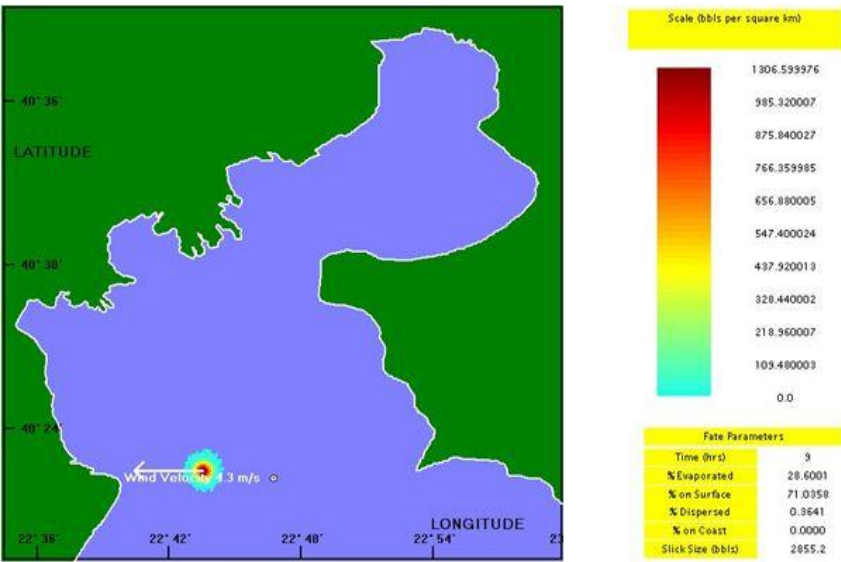 Scale (bbls per square km)
1306.599976
985.320007
875.840027
766.359985
656.880005
547.400024
437.920013
328.440002
218.960007
109.480003
0.0
40° 36'
LATITUDE
40° 30'
40° 24'
Wind Velocity 4.3 m/s
LONGITUDE
22° 36'
22° 42'
22° 48'
22° 54'
23
Fate Parameters
Time (hrs) 9
% Evaporated 28.6001
% on Surface 71.0358
% Dispersed 0.3641
% on Coast 0.0000
Slick Size (bbls) 2855.2